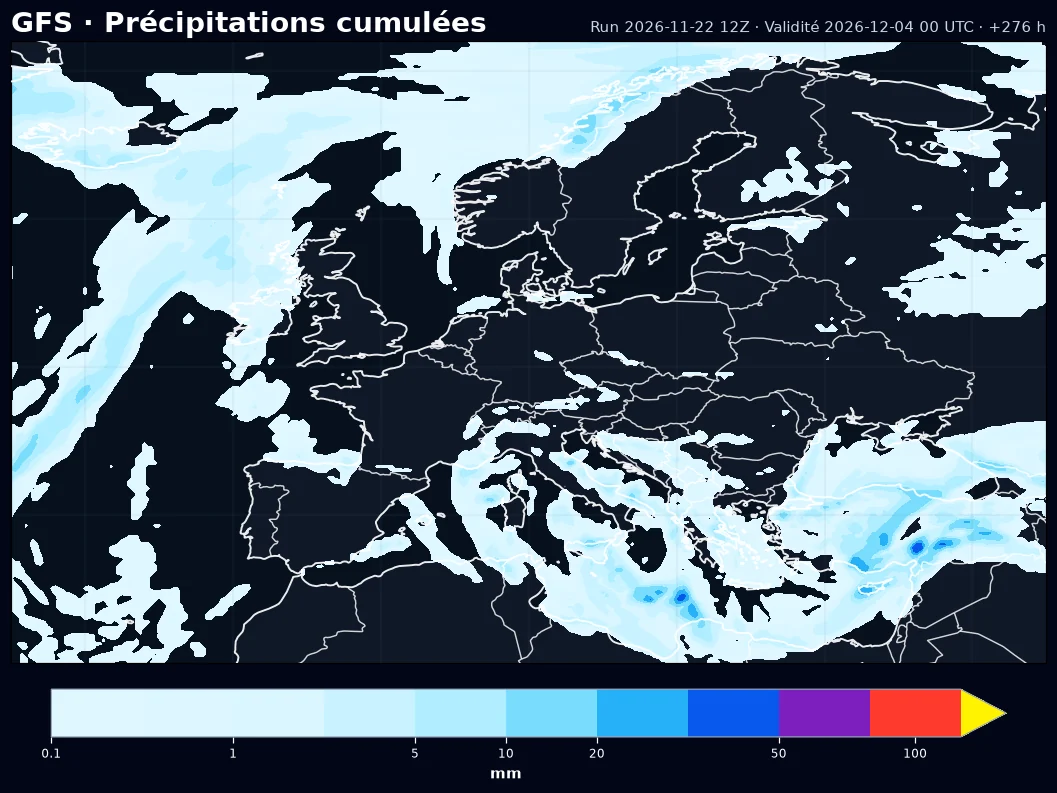 GFS · Précipitations cumulées
Run 2026-11-22 12Z · Validité 2026-12-04 00 UTC · +276 h
0.1 1 5 10 20 50 100
mm